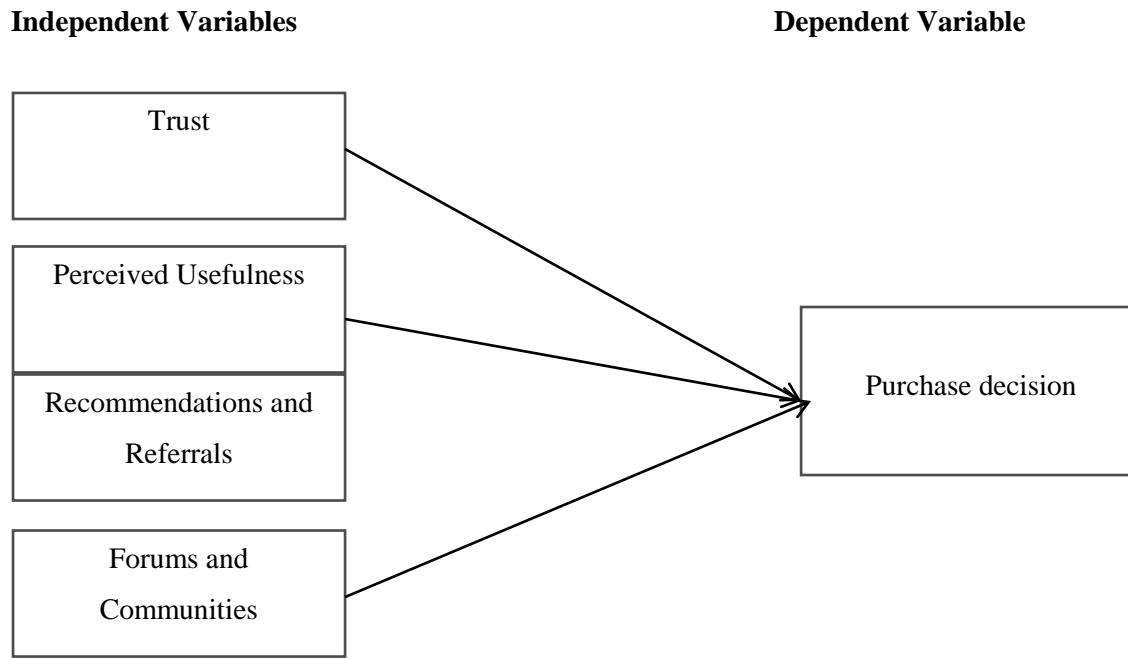 Independent Variables
Dependent Variable
Trust
Perceived Usefulness
Recommendations and
Referrals
Forums and
Communities
Purchase decision